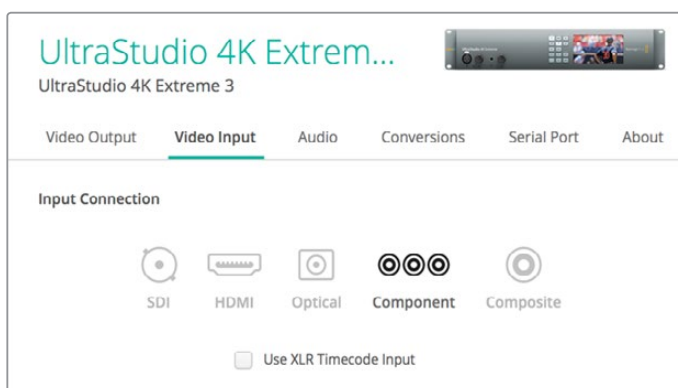 UltraStudio 4K Extrem...
UltraStudio 4K Extreme 3
Video Output Video Input Audio Conversions Serial Port About
Input Connection
SDI HDMI Optical Component Composite
Use XLR Timecode Input